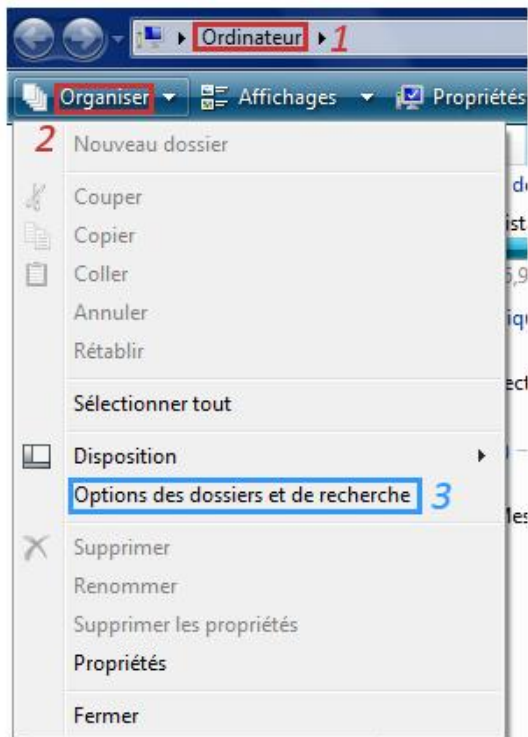 Ordinateur 1
Organiser Affichages Propriétés
2 Nouveau dossier
Couper
Copier
Coller
Annuler
Rétablir
Sélectionner tout
Disposition
Options des dossiers et de recherche 3
Supprimer
Renommer
Supprimer les propriétés
Propriétés
Fermer